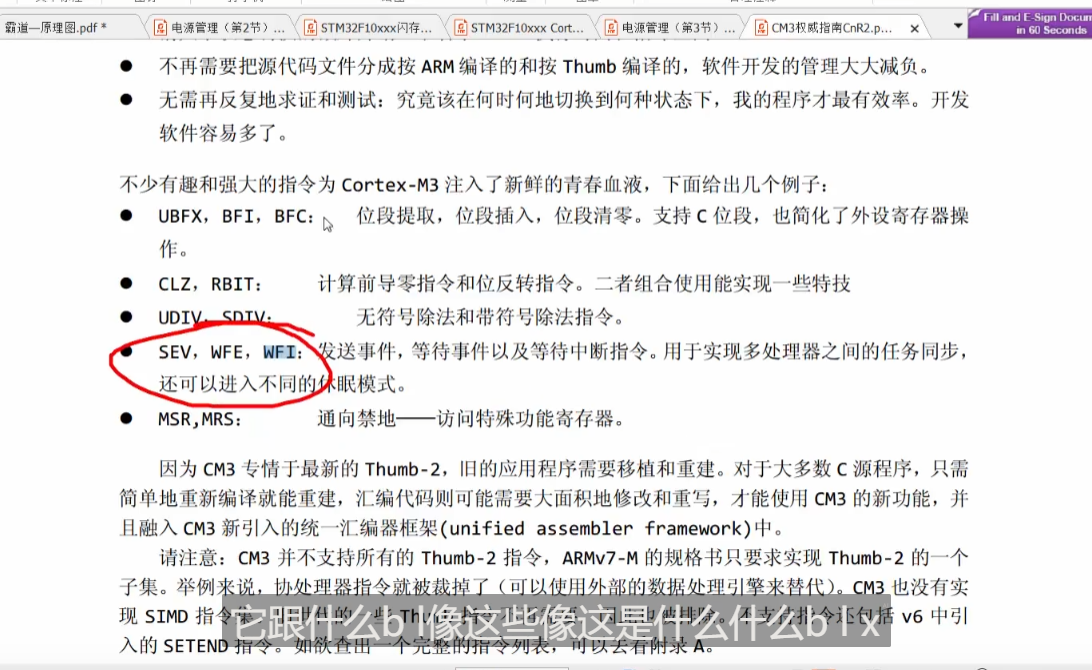 霸道—原理图.pdf *
电源管理（第2节）...
STM32F10xxx闪存...
STM32F10xxx Cort...
电源管理（第3节）...
CM3权威指南CnR2.p...
Fill and E-Sign Docum
in 60 Seconds
● 不再需要把源代码文件分成按 ARM 编译的和按 Thumb 编译的，软件开发的管理大大减负。
● 无需再反复地求证和测试：究竟该在何时何地切换到何种状态下，我的程序才最有效率。开发
软件容易多了。
不少有趣和强大的指令为 Cortex-M3 注入了新鲜的青春血液，下面给出几个例子：
● UBFX，BFI，BFC： 位段提取，位段插入，位段清零。支持 C 位段，也简化了外设寄存器操
作。
● CLZ，RBIT： 计算前导零指令和位反转指令。二者组合使用能实现一些特技
● UDIV，SDIV： 无符号除法和带符号除法指令。
● SEV，WFE，WFI： 发送事件，等待事件以及等待中断指令。用于实现多处理器之间的任务同步，
还可以进入不同的休眠模式。
● MSR,MRS： 通向禁地——访问特殊功能寄存器。
因为 CM3 专情于最新的 Thumb-2，旧的应用程序需要移植和重建。对于大多数 C 源程序，只需
简单地重新编译就能重建，汇编代码则可能需要大面积地修改和重写，才能使用 CM3 的新功能，并
且融入 CM3 新引入的统一汇编器框架(unified assembler framework)中。
请注意：CM3 并不支持所有的 Thumb-2 指令，ARMv7-M 的规格书只要求实现 Thumb-2 的一个
子集。举例来说，协处理器指令就被裁掉了（可以使用外部的数据处理引擎来替代）。CM3 也没有实
现 SIMD 指令集。 不支持指令还包括 v6 中引
它跟什么bl像这些像这是什么什么blx
入的 SETEND 指令。如欲查出一个完整的指令列表，可以去看附录 A。